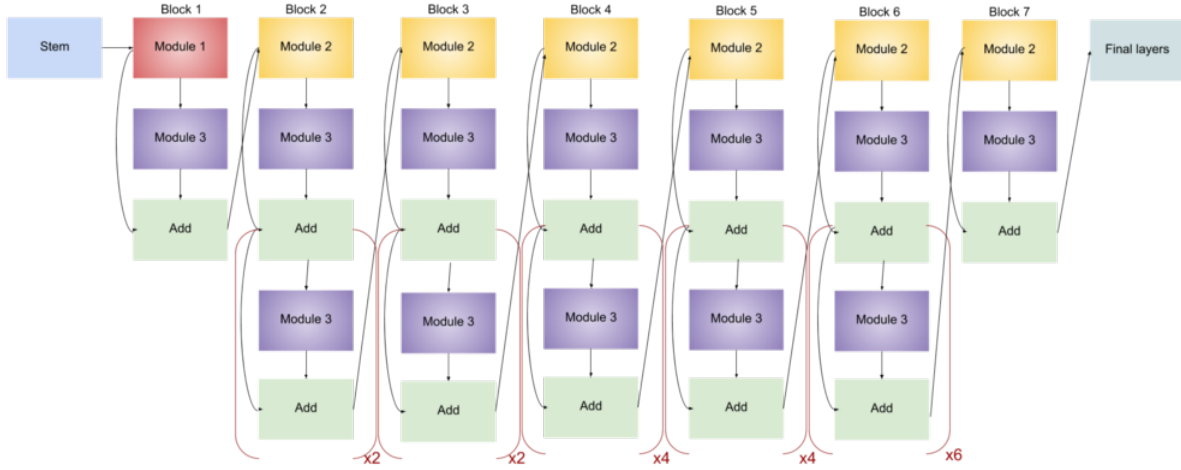 Block 1
Block 2
Block 3
Block 4
Block 5
Block 6
Block 7
Stem
Module 1
Module 2
Module 2
Module 2
Module 2
Module 2
Module 2
Final layers
Module 3
Module 3
Module 3
Module 3
Module 3
Module 3
Module 3
Add
Add
Add
Add
Add
Add
Add
Module 3
Module 3
Module 3
Module 3
Module 3
Add
Add
Add
Add
Add
x2
x2
x4
x4
x6